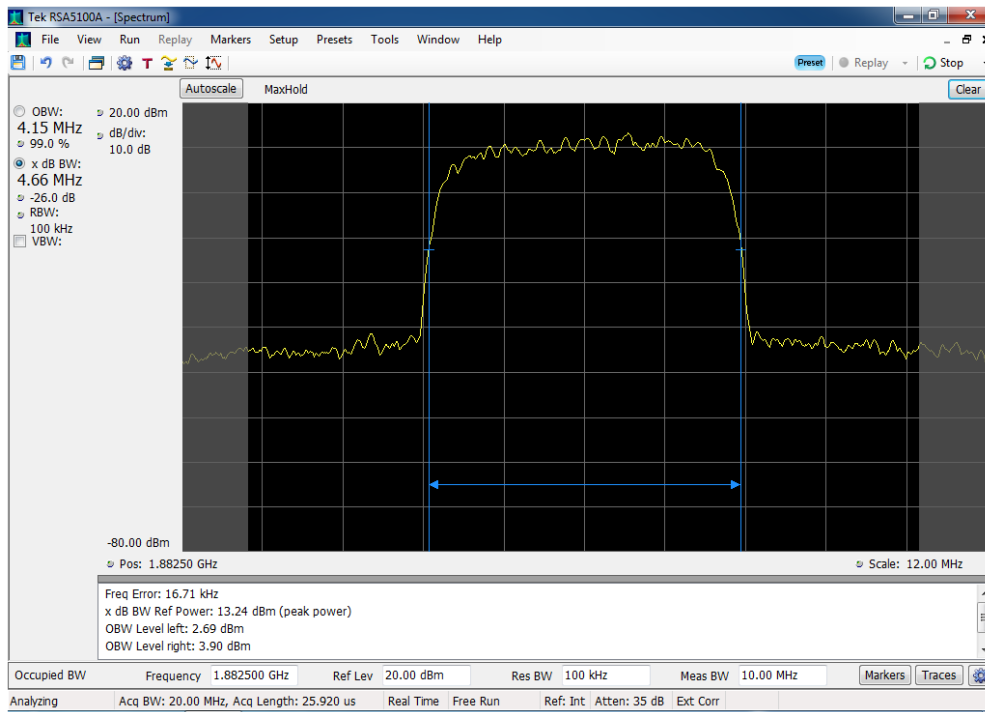 Tek RSA5100A - [Spectrum]
File View Run Replay Markers Setup Presets Tools Window Help
T Preset Replay Stop
Autoscale MaxHold Clear
OBW:
4.15 MHz
99.0 %
x dB BW:
4.66 MHz
-26.0 dB
RBW:
100 kHz
VBW:
20.00 dBm
dB/div:
10.0 dB
-80.00 dBm
Pos: 1.88250 GHz Scale: 12.00 MHz
Freq Error: 16.71 kHz
x dB BW Ref Power: 13.24 dBm (peak power)
OBW Level left: 2.69 dBm
OBW Level right: 3.90 dBm
Occupied BW Frequency 1.882500 GHz Ref Lev 20.00 dBm Res BW 100 kHz Meas BW 10.00 MHz Markers Traces
Analyzing Acq BW: 20.00 MHz, Acq Length: 25.920 us Real Time Free Run Ref: Int Atten: 35 dB Ext Corr